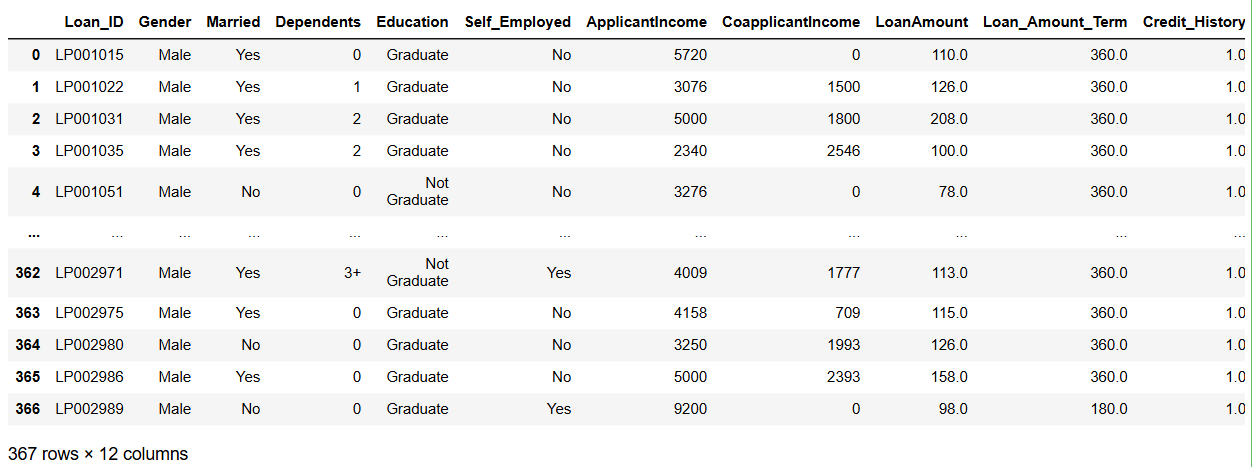 Loan_ID Gender Married Dependents Education Self_Employed ApplicantIncome CoapplicantIncome LoanAmount Loan_Amount_Term Credit_History
0 LP001015 Male Yes 0 Graduate No 5720 0 110.0 360.0 1.0
1 LP001022 Male Yes 1 Graduate No 3076 1500 126.0 360.0 1.0
2 LP001031 Male Yes 2 Graduate No 5000 1800 208.0 360.0 1.0
3 LP001035 Male Yes 2 Graduate No 2340 2546 100.0 360.0 1.0
4 LP001051 Male No 0 Not Graduate No 3276 0 78.0 360.0 1.0
... ... ... ... ... ... ... ... ... ... ... ...
362 LP002971 Male Yes 3+ Not Graduate Yes 4009 1777 113.0 360.0 1.0
363 LP002975 Male Yes 0 Graduate No 4158 709 115.0 360.0 1.0
364 LP002980 Male No 0 Graduate No 3250 1993 126.0 360.0 1.0
365 LP002986 Male Yes 0 Graduate No 5000 2393 158.0 360.0 1.0
366 LP002989 Male No 0 Graduate Yes 9200 0 98.0 180.0 1.0
367 rows × 12 columns